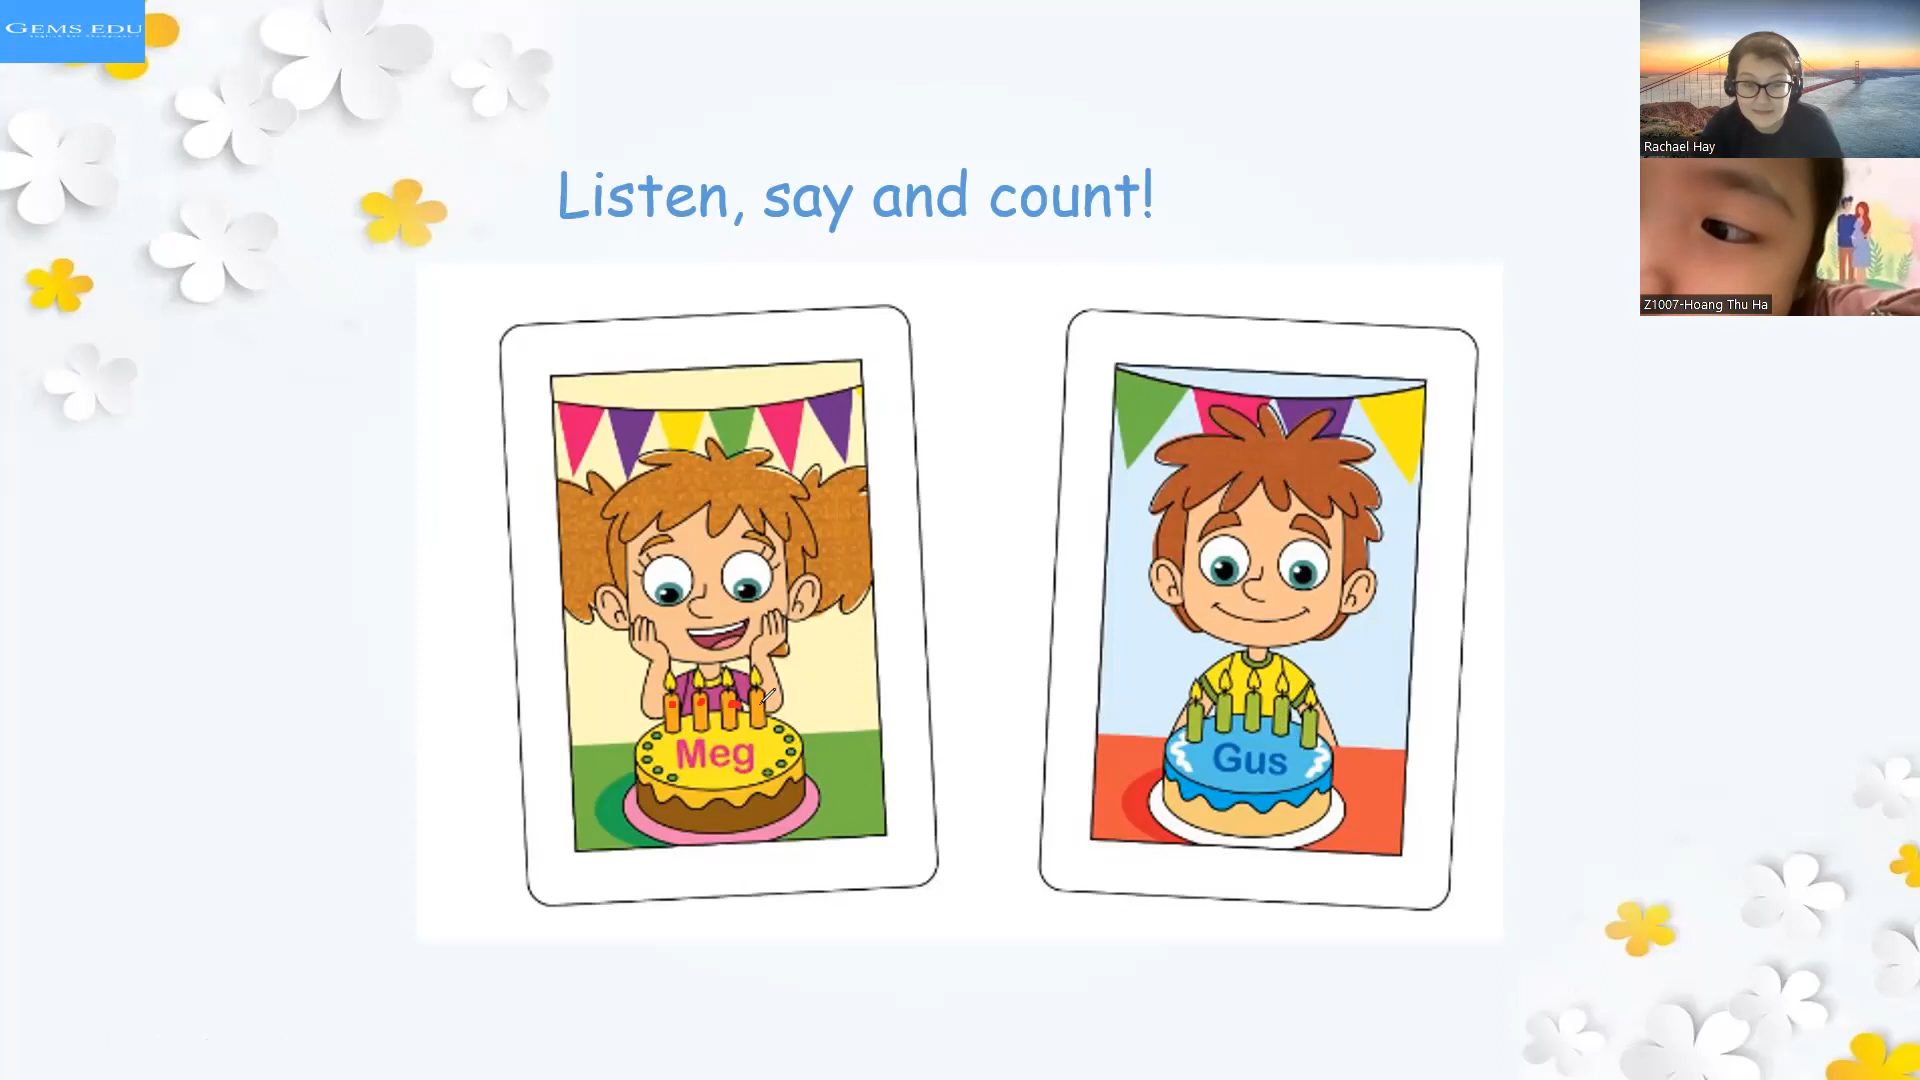 GEMS EDU
Rachael Hay
Listen, say and count!
Z1007-Hoang Thu Ha
Meg
Gus